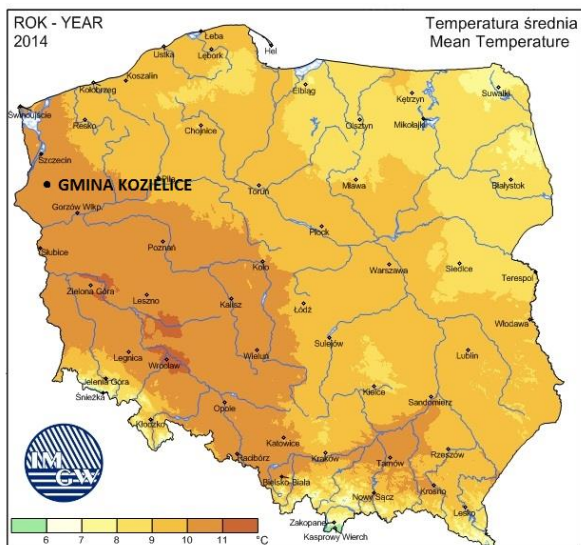 ROK - YEAR
2014
Temperatura średnia
Mean Temperature
Łeba
Ustka
Lębork
Hel
Koszalin
Kołobrzeg
Elbląg
Kętrzyn
Suwałki
Świnoujście
Resko
Chojnice
Olsztyn
Mikołajki
Szczecin
Piła
GMINA KOZIELICE
Toruń
Mława
Białystok
Gorzów Wlkp.
Płock
Słubice
Poznań
Koło
Warszawa
Siedlce
Terespol
Zielona Góra
Leszno
Kalisz
Łódź
Włodawa
Sulejów
Legnica
Wrocław
Wieluń
Lublin
Jelenia Góra
Śnieżka
Kielce
Sandomierz
Opole
Kłodzko
Katowice
Racibórz
Kraków
Tarnów
Rzeszów
Bielsko-Biała
Nowy Sącz
Krosno
Lesko
Zakopane
Kasprowy Wierch
IM
GW
6 7 8 9 10 11 °C